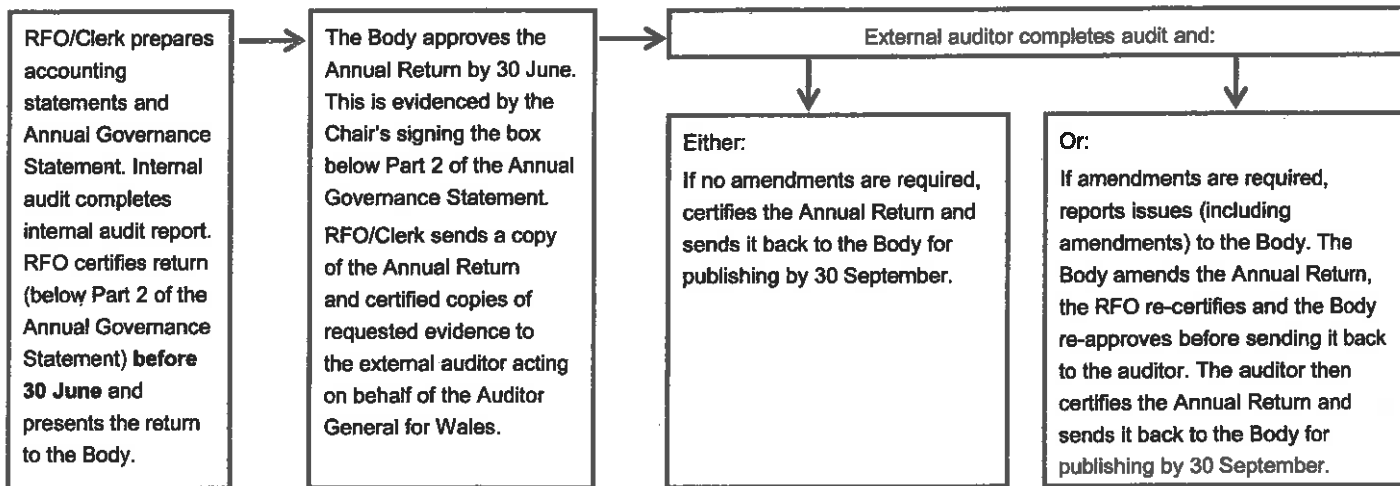 RFO/Clerk prepares
accounting
statements and
Annual Governance
Statement. Internal
audit completes
internal audit report.
RFO certifies return
(below Part 2 of the
Annual Governance
Statement) before
30 June and
presents the return
to the Body.
The Body approves the
Annual Return by 30 June.
This is evidenced by the
Chair's signing the box
below Part 2 of the Annual
Governance Statement.
RFO/Clerk sends a copy
of the Annual Return
and certified copies of
requested evidence to
the external auditor acting
on behalf of the Auditor
General for Wales.
External auditor completes audit and:
Either:
If no amendments are required,
certifies the Annual Return and
sends it back to the Body for
publishing by 30 September.
Or:
If amendments are required,
reports issues (including
amendments) to the Body. The
Body amends the Annual Return,
the RFO re-certifies and the Body
re-approves before sending it back
to the auditor. The auditor then
certifies the Annual Return and
sends it back to the Body for
publishing by 30 September.